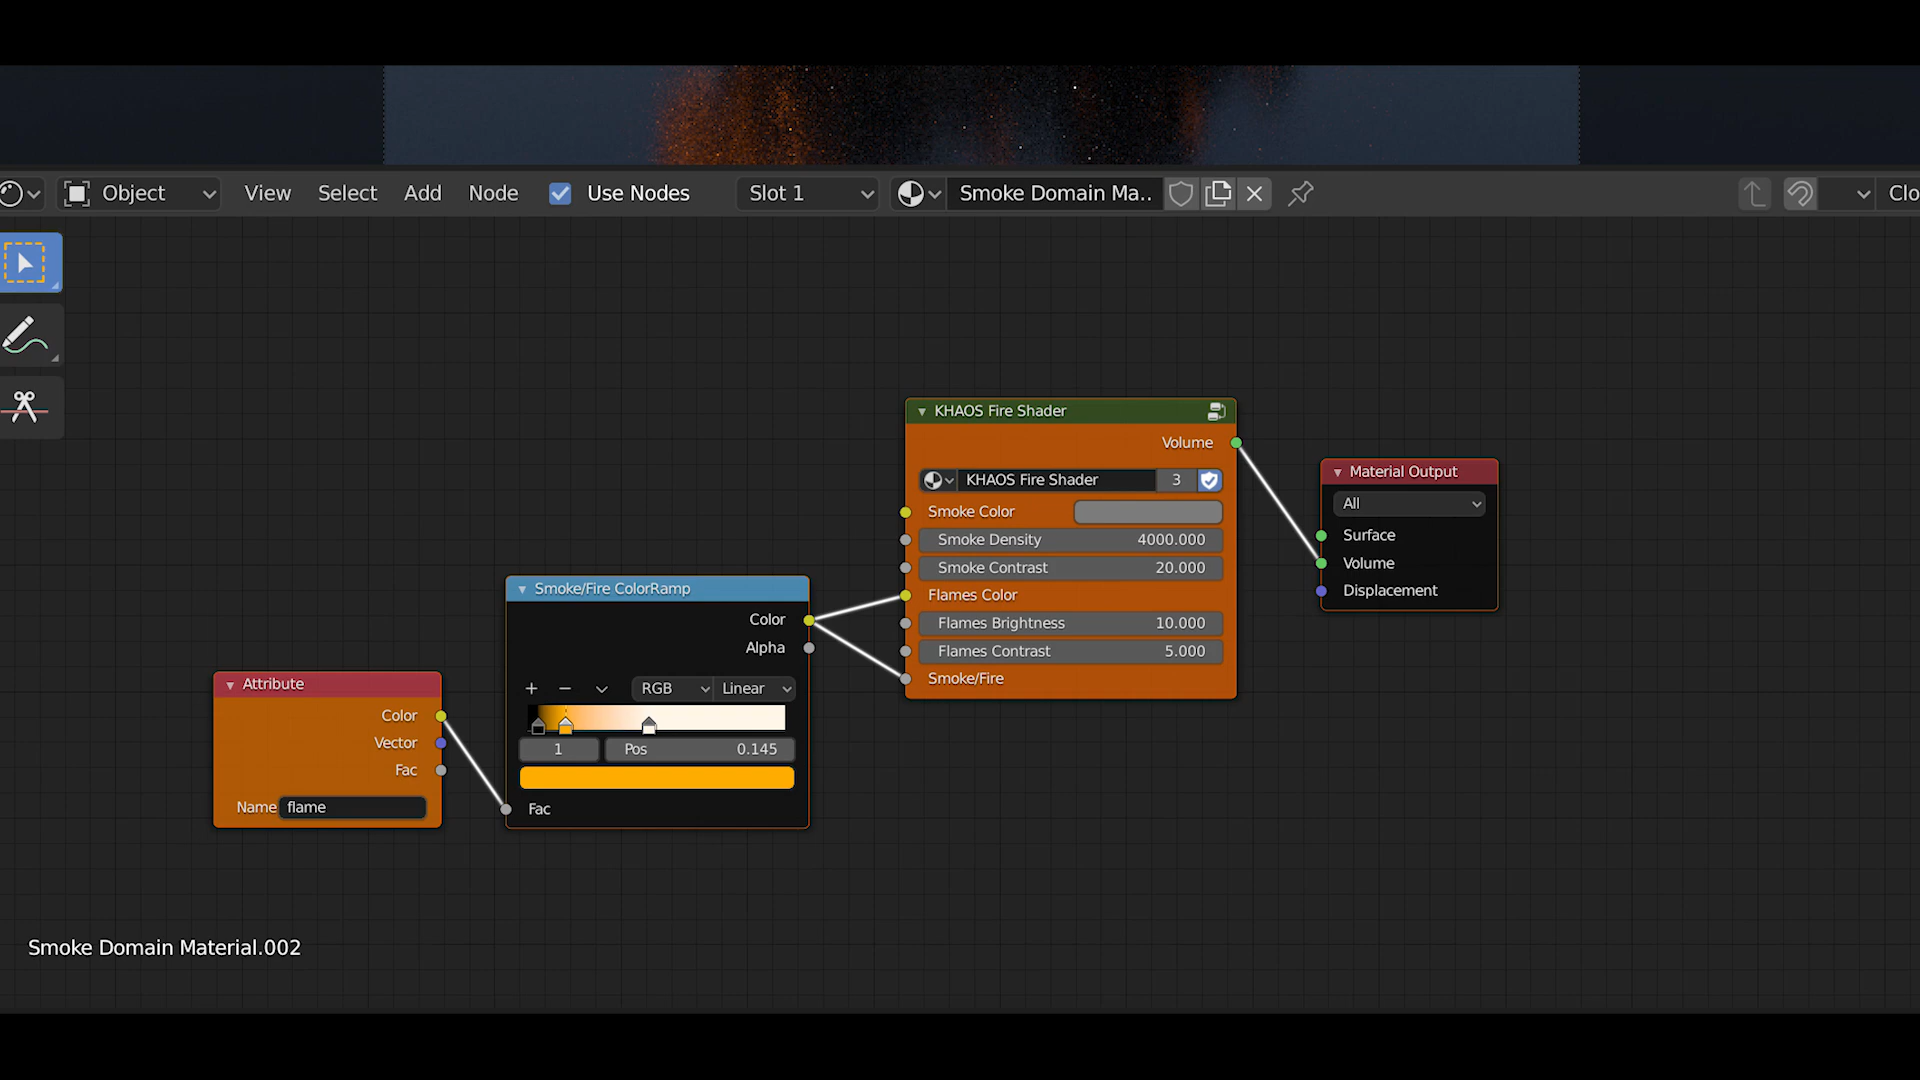 Object
View
Select
Add
Node
Use Nodes
Slot 1
Smoke Domain Ma..
Clo
KHAOS Fire Shader
Volume
KHAOS Fire Shader
3
Smoke Color
Smoke Density 4000.000
Smoke Contrast 20.000
Flames Color
Flames Brightness 10.000
Flames Contrast 5.000
Smoke/Fire
Material Output
All
Surface
Volume
Displacement
Smoke/Fire ColorRamp
Color
Alpha
RGB
Linear
1
Pos 0.145
Fac
Attribute
Color
Vector
Fac
Name flame
Smoke Domain Material.002